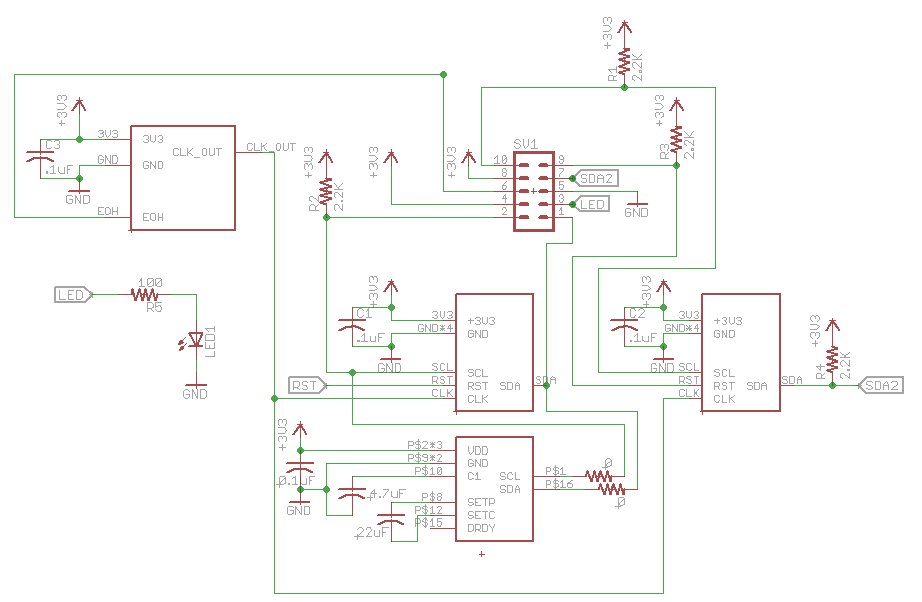 +3V3
R1
2.2K
+3V3
C3
.1uF
3V3
GND
EOH
3V3
GND
EOH
CLK_OUT
CLK_OUT
GND
+3V3
R2
2.2K
+3V3
+3V3
SV1
10
8
6
4
2
9
7
5
3
1
SDA2
LED
GND
+3V3
R3
2.2K
LED
100
R5
LED1
GND
+3V3
C1
.1uF
GND
3V3
GND*4
SCL
RST
CLK
+3V3
GND
SCL
RST
CLK
SDA
SDA
RST
+3V3
C2
.1uF
GND
3V3
GND*4
SCL
RST
CLK
+3V3
GND
SCL
RST
CLK
SDA
SDA
+3V3
R4
2.2K
SDA2
+3V3
0.1uF
GND
4.7uF
22uF
P$2*3
P$9*2
P$10
P$8
P$12
P$15
VDD
GND
C1
SETP
SETC
DRDY
SCL
SDA
P$1
P$16
0
0